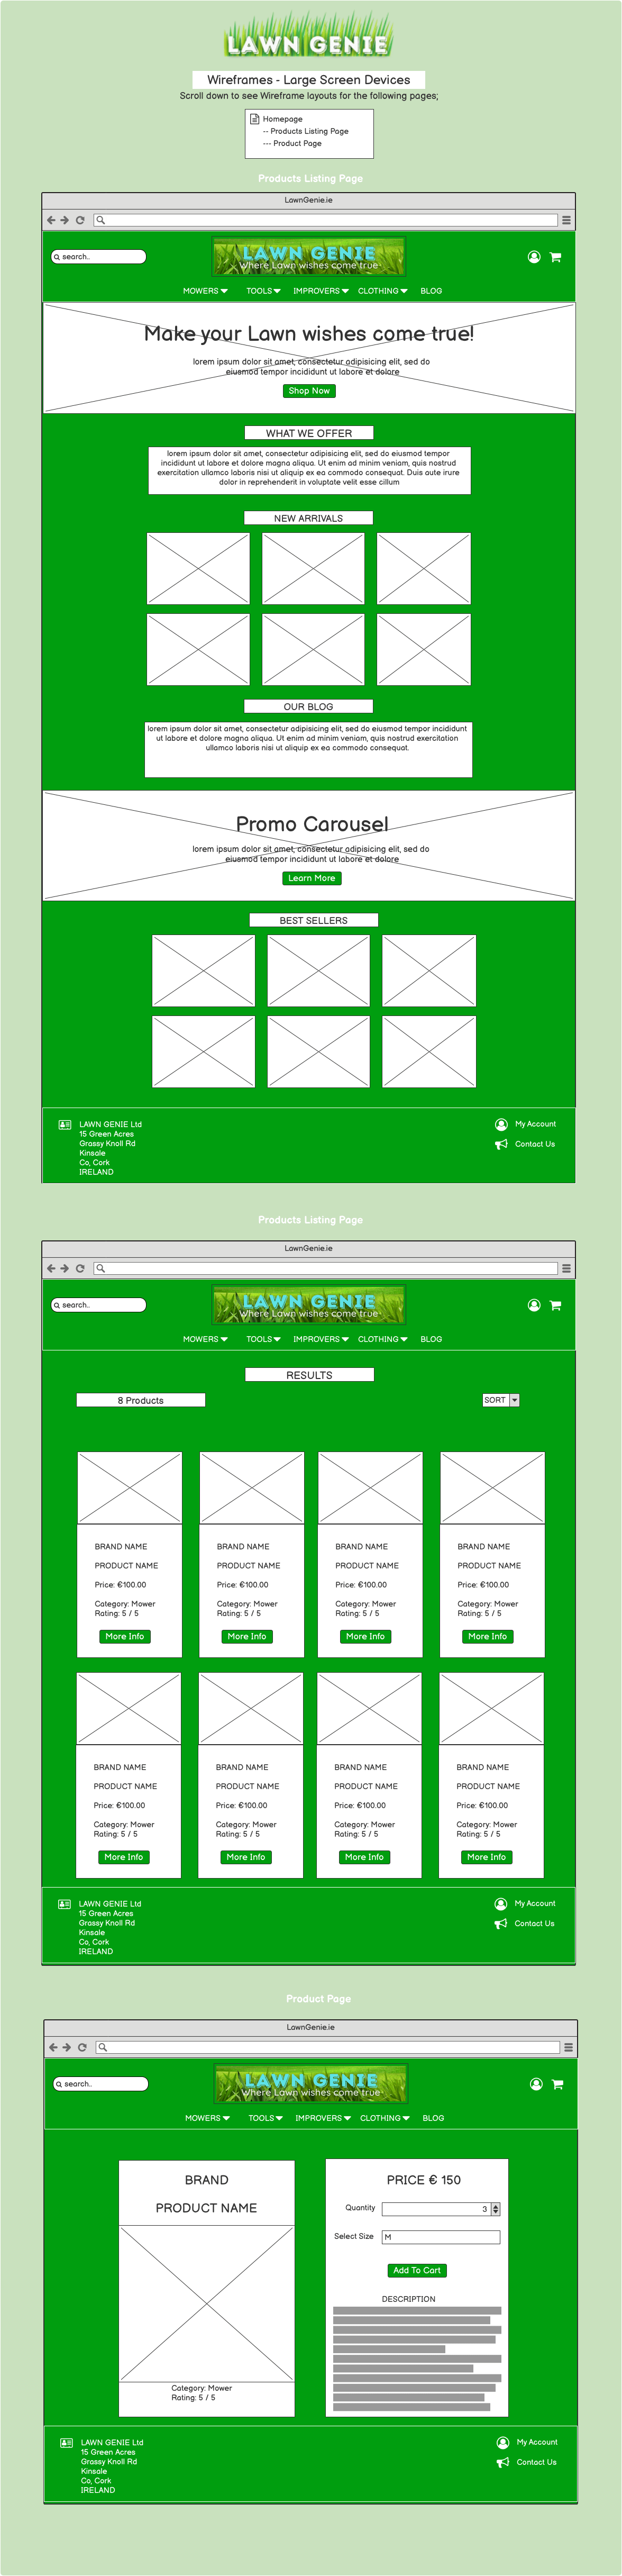 LAWN GENIE
Wireframes - Large Screen Devices
Scroll down to see Wireframe layouts for the following pages;
Homepage
-- Products Listing Page
--- Product Page
Products Listing Page
LawnGenie.ie
search..
LAWN GENIE
Where Lawn wishes come true
MOWERS TOOLS IMPROVERS CLOTHING BLOG
Make your Lawn wishes come true!
lorem ipsum dolor sit amet, consectetur adipisicing elit, sed do
eiusmod tempor incididunt ut labore et dolore
Shop Now
WHAT WE OFFER
lorem ipsum dolor sit amet, consectetur adipisicing elit, sed do eiusmod tempor
incididunt ut labore et dolore magna aliqua. Ut enim ad minim veniam, quis nostrud
exercitation ullamco laboris nisi ut aliquip ex ea commodo consequat. Duis aute irure
dolor in reprehenderit in voluptate velit esse cillum
NEW ARRIVALS
OUR BLOG
lorem ipsum dolor sit amet, consectetur adipisicing elit, sed do eiusmod tempor incididunt
ut labore et dolore magna aliqua. Ut enim ad minim veniam, quis nostrud exercitation
ullamco laboris nisi ut aliquip ex ea commodo consequat.
Promo Carousel
lorem ipsum dolor sit amet, consectetur adipisicing elit, sed do
eiusmod tempor incididunt ut labore et dolore
Learn More
BEST SELLERS
LAWN GENIE Ltd
15 Green Acres
Grassy Knoll Rd
Kinsale
Co, Cork
IRELAND
My Account
Contact Us
Products Listing Page
LawnGenie.ie
search..
LAWN GENIE
Where Lawn wishes come true
MOWERS TOOLS IMPROVERS CLOTHING BLOG
RESULTS
8 Products
SORT
BRAND NAME BRAND NAME BRAND NAME BRAND NAME
PRODUCT NAME PRODUCT NAME PRODUCT NAME PRODUCT NAME
Price: €100.00 Price: €100.00 Price: €100.00 Price: €100.00
Category: Mower Category: Mower Category: Mower Category: Mower
Rating: 5 / 5 Rating: 5 / 5 Rating: 5 / 5 Rating: 5 / 5
More Info More Info More Info More Info
BRAND NAME BRAND NAME BRAND NAME BRAND NAME
PRODUCT NAME PRODUCT NAME PRODUCT NAME PRODUCT NAME
Price: €100.00 Price: €100.00 Price: €100.00 Price: €100.00
Category: Mower Category: Mower Category: Mower Category: Mower
Rating: 5 / 5 Rating: 5 / 5 Rating: 5 / 5 Rating: 5 / 5
More Info More Info More Info More Info
LAWN GENIE Ltd
15 Green Acres
Grassy Knoll Rd
Kinsale
Co, Cork
IRELAND
My Account
Contact Us
Product Page
LawnGenie.ie
search..
LAWN GENIE
Where Lawn wishes come true
MOWERS TOOLS IMPROVERS CLOTHING BLOG
BRAND
PRODUCT NAME
Category: Mower
Rating: 5 / 5
PRICE € 150
Quantity 3
Select Size M
Add To Cart
DESCRIPTION
LAWN GENIE Ltd
15 Green Acres
Grassy Knoll Rd
Kinsale
Co, Cork
IRELAND
My Account
Contact Us